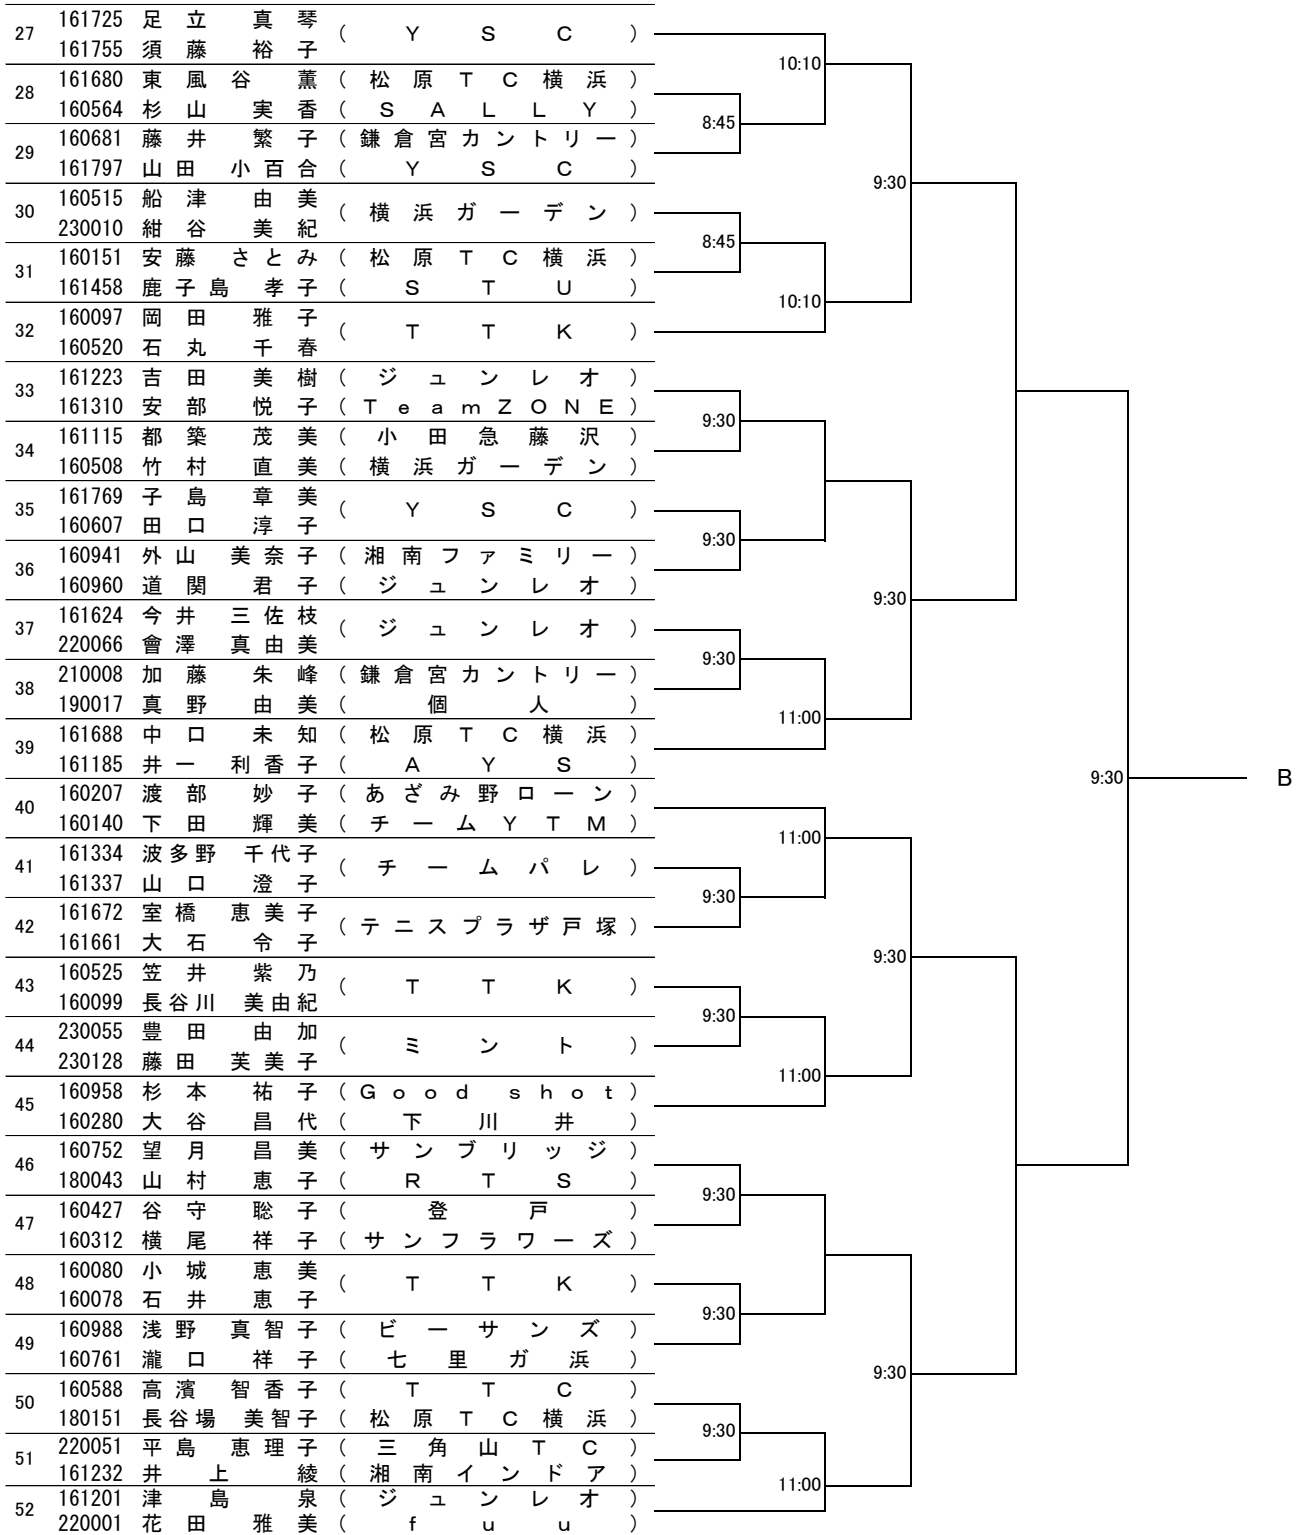 27 161725 足立 真琴 (YSC)
161755 須藤 裕子
10:10
28 161680 東風谷 薫 (松原TC横浜)
160564 杉山 実香 (SALLY)
8:45
29 160681 藤井 繁子 (鎌倉宮カントリー)
161797 山田 小百合 (YSC)
9:30
30 160515 船津 由美 (横浜ガーデン)
230010 紺谷 美紀
8:45
31 160151 安藤 さとみ (松原TC横浜)
161458 鹿子島 孝子 (STU)
10:10
32 160097 岡田 雅子 (TTK)
160520 石丸 千春
33 161223 吉田 美樹 (ジュンレオ)
161310 安部 悦子 (TeamZONE)
9:30
34 161115 都築 茂美 (小田急藤沢)
160508 竹村 直美 (横浜ガーデン)
35 161769 子島 章美 (YSC)
160607 田口 淳子
9:30
36 160941 外山 美奈子 (湘南ファミリー)
160960 道関 君子 (ジュンレオ)
9:30
37 161624 今井 三佐枝 (ジュンレオ)
220066 會澤 真由美
9:30
38 210008 加藤 朱峰 (鎌倉宮カントリー)
190017 真野 由美 (個人)
11:00
39 161688 中口 未知 (松原TC横浜)
161185 井一 利香子 (AYS)
9:30 B
40 160207 渡部 妙子 (あざみ野ローン)
160140 下田 輝美 (チームYTM)
11:00
41 161334 波多野 千代子 (チームパレ)
161337 山口 澄子
9:30
42 161672 室橋 恵美子 (テニスプラザ戸塚)
161661 大石 令子
9:30
43 160525 笠井 紫乃 (TTK)
160099 長谷川 美由紀
9:30
44 230055 豊田 由加 (ミント)
230128 藤田 芙美子
11:00
45 160958 杉本 祐子 (Good shot)
160280 大谷 昌代 (下川井)
46 160752 望月 昌美 (サンブリッジ)
180043 山村 恵子 (RTS)
9:30
47 160427 谷守 聡子 (登戸)
160312 横尾 祥子 (サンフラワーズ)
48 160080 小城 恵美 (TTK)
160078 石井 恵子
9:30
49 160988 浅野 真智子 (ビーサンズ)
160761 瀧口 祥子 (七里ガ浜)
9:30
50 160588 高濱 智香子 (TTC)
180151 長谷場 美智子 (松原TC横浜)
9:30
51 220051 平島 恵理子 (三角山TC)
161232 井上 綾 (湘南インドア)
11:00
52 161201 津島 泉 (ジュンレオ)
220001 花田 雅美 (fuu)